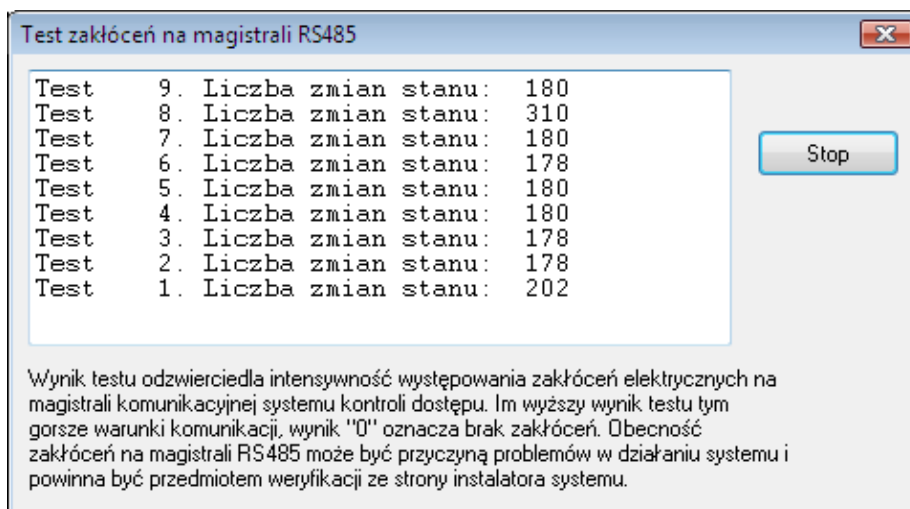 Test zakłóceń na magistrali RS485
Test 9. Liczba zmian stanu: 180
Test 8. Liczba zmian stanu: 310
Test 7. Liczba zmian stanu: 180
Test 6. Liczba zmian stanu: 178
Test 5. Liczba zmian stanu: 180
Test 4. Liczba zmian stanu: 180
Test 3. Liczba zmian stanu: 178
Test 2. Liczba zmian stanu: 178
Test 1. Liczba zmian stanu: 202
Stop
Wynik testu odzwierciedla intensywność występowania zakłóceń elektrycznych na
magistrali komunikacyjnej systemu kontroli dostępu. Im wyższy wynik testu tym
gorsze warunki komunikacji, wynik "0" oznacza brak zakłóceń. Obecność
zakłóceń na magistrali RS485 może być przyczyną problemów w działaniu systemu i
powinna być przedmiotem weryfikacji ze strony instalatora systemu.